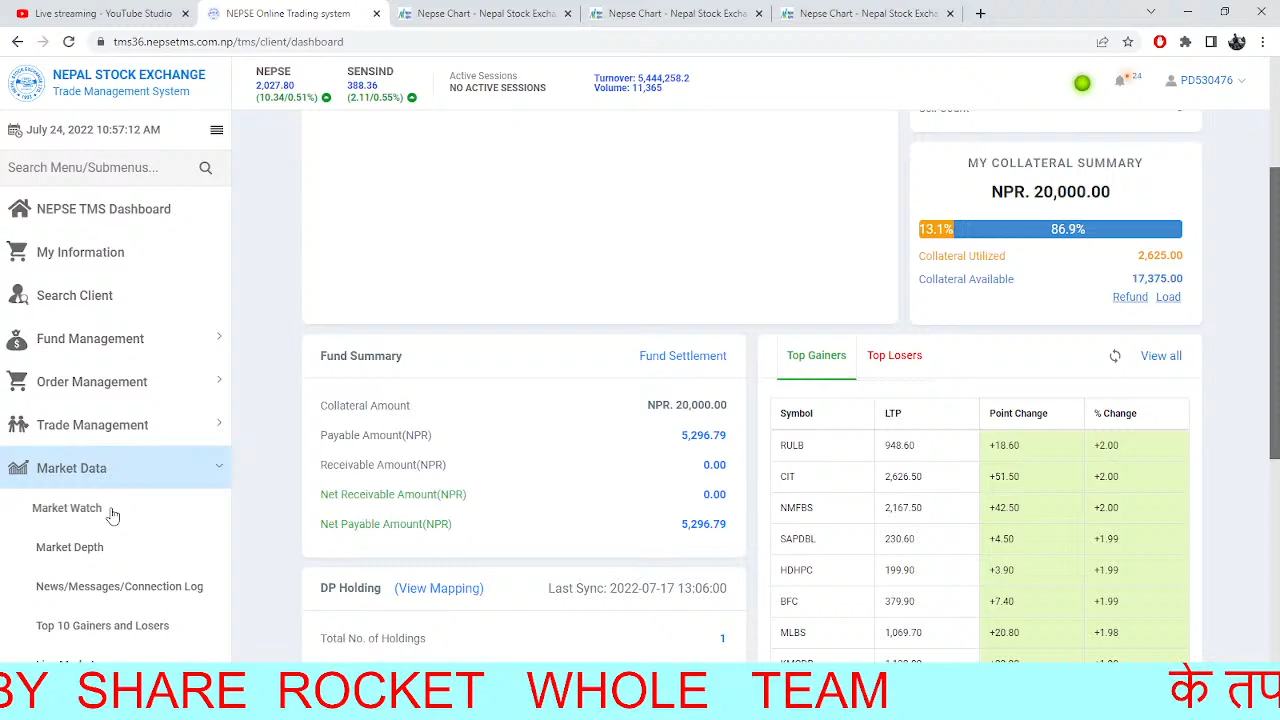 Livestreaming - YouTube Studio
NEPSE Online Trading system
Nepse Chart - Nepal Stock Excha
Nepse Chart - Nepal Stock Excha
Nepse Chart - Nepal Stock Excha
tms36.nepsetms.com.np/tms/client/dashboard
NEPAL STOCK EXCHANGE
Trade Management System
NEPSE
2,027.80
(10.34/0.51%)
SENSIND
388.36
(2.11/0.55%)
Active Sessions
NO ACTIVE SESSIONS
Turnover: 5,444,258.2
Volume: 11,365
24
PD530476
July 24, 2022 10:57:12 AM
Search Menu/Submenus...
NEPSE TMS Dashboard
My Information
Search Client
Fund Management
Order Management
Trade Management
Market Data
Market Watch
Market Depth
News/Messages/Connection Log
Top 10 Gainers and Losers
MY COLLATERAL SUMMARY
NPR. 20,000.00
13.1% 86.9%
Collateral Utilized 2,625.00
Collateral Available 17,375.00
Refund Load
Fund Summary Fund Settlement
Collateral Amount NPR. 20,000.00
Payable Amount(NPR) 5,296.79
Receivable Amount(NPR) 0.00
Net Receivable Amount(NPR) 0.00
Net Payable Amount(NPR) 5,296.79
DP Holding (View Mapping) Last Sync: 2022-07-17 13:06:00
Total No. of Holdings 1
Top Gainers Top Losers View all
Symbol LTP Point Change % Change
RULB 948.60 +18.60 +2.00
CIT 2,626.50 +51.50 +2.00
NMFBS 2,167.50 +42.50 +2.00
SAPDBL 230.60 +4.50 +1.99
HDHPC 199.90 +3.90 +1.99
BFC 379.90 +7.40 +1.99
MLBS 1,069.70 +20.80 +1.98
BY SHARE ROCKET WHOLE TEAM के